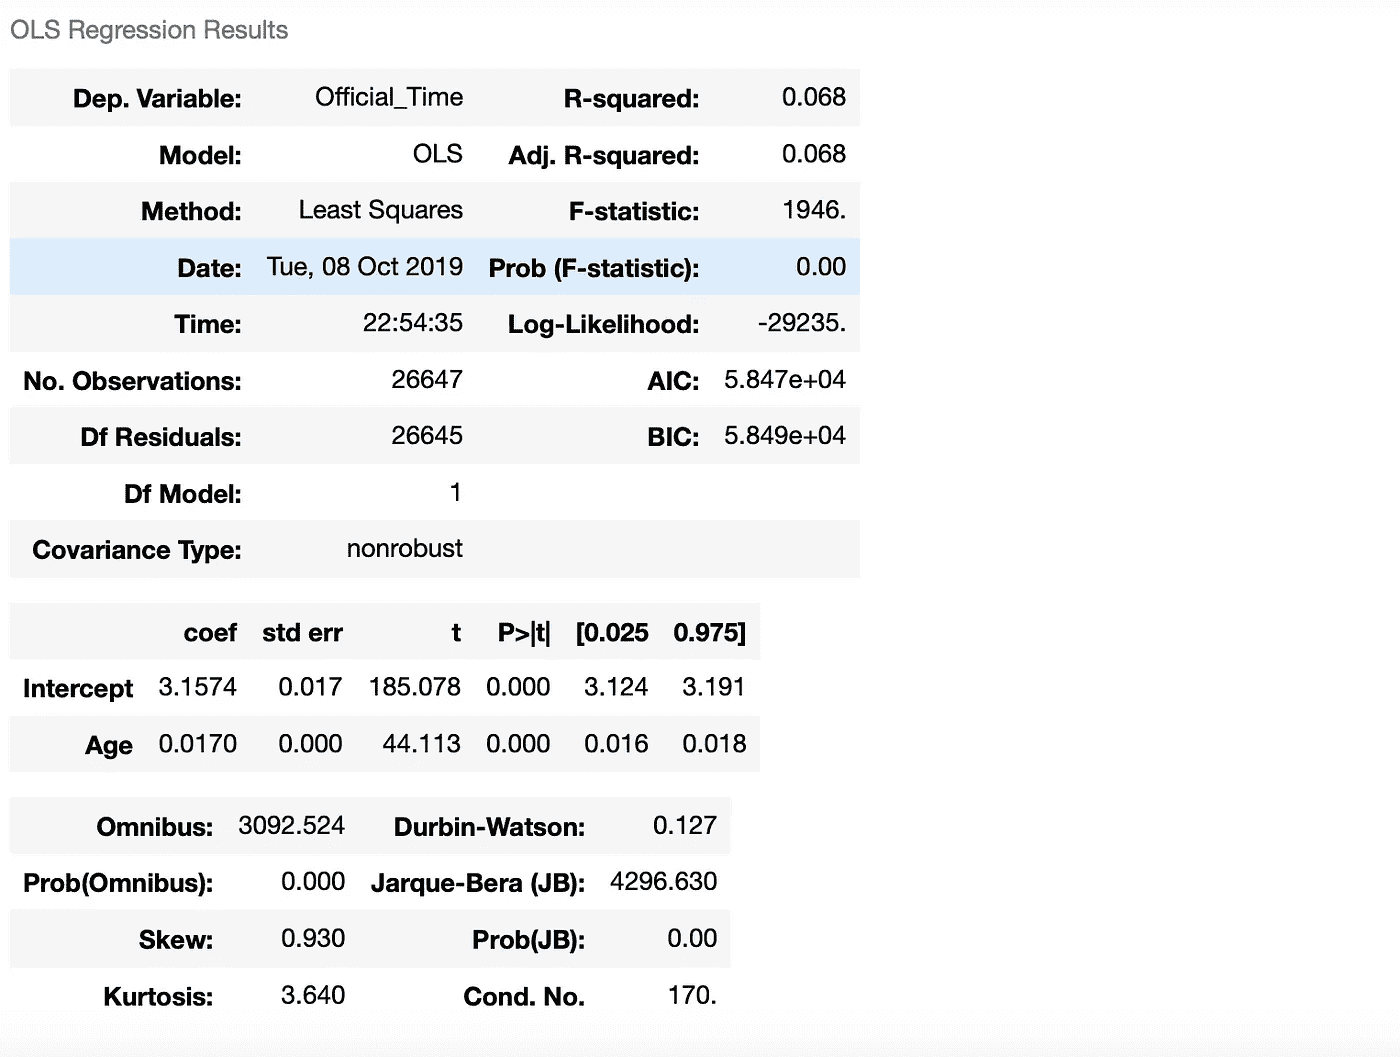 OLS Regression Results
Dep. Variable: Official_Time R-squared: 0.068
Model: OLS Adj. R-squared: 0.068
Method: Least Squares F-statistic: 1946.
Date: Tue, 08 Oct 2019 Prob (F-statistic): 0.00
Time: 22:54:35 Log-Likelihood: -29235.
No. Observations: 26647 AIC: 5.847e+04
Df Residuals: 26645 BIC: 5.849e+04
Df Model: 1
Covariance Type: nonrobust
coef std err t P>|t| [0.025 0.975]
Intercept 3.1574 0.017 185.078 0.000 3.124 3.191
Age 0.0170 0.000 44.113 0.000 0.016 0.018
Omnibus: 3092.524 Durbin-Watson: 0.127
Prob(Omnibus): 0.000 Jarque-Bera (JB): 4296.630
Skew: 0.930 Prob(JB): 0.00
Kurtosis: 3.640 Cond. No. 170.